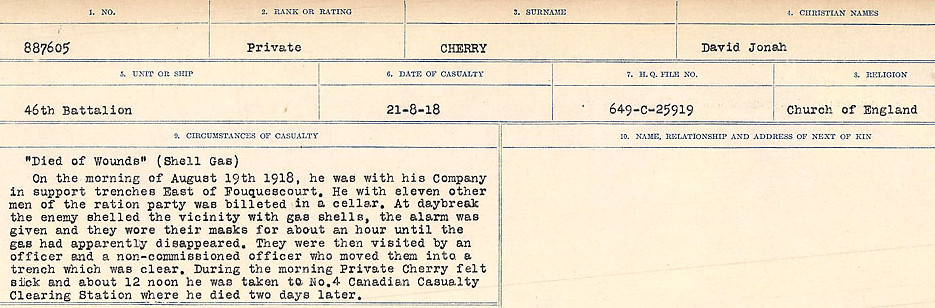 1. NO. 2. RANK OR RATING 3. SURNAME 4. CHRISTIAN NAMES
887605 Private CHERRY David Jonah
5. UNIT OR SHIP 6. DATE OF CASUALTY 7. H. Q. FILE NO. 8. RELIGION
46th Battalion 21-8-18 649-C-25919 Church of England
9. CIRCUMSTANCES OF CASUALTY 10. NAME, RELATIONSHIP AND ADDRESS OF NEXT OF KIN
"Died of Wounds" (Shell Gas)
On the morning of August 19th 1918, he was with his Company
in support trenches East of Fouquescourt. He with eleven other
men of the ration party was billeted in a cellar. At daybreak
the enemy shelled the vicinity with gas shells, the alarm was
given and they wore their masks for about an hour until the
gas had apparently disappeared. They were then visited by an
officer and a non-commissioned officer who moved them into a
trench which was clear. During the morning Private Cherry felt
sick and about 12 noon he was taken to No.4 Canadian Casualty
Clearing Station where he died two days later.